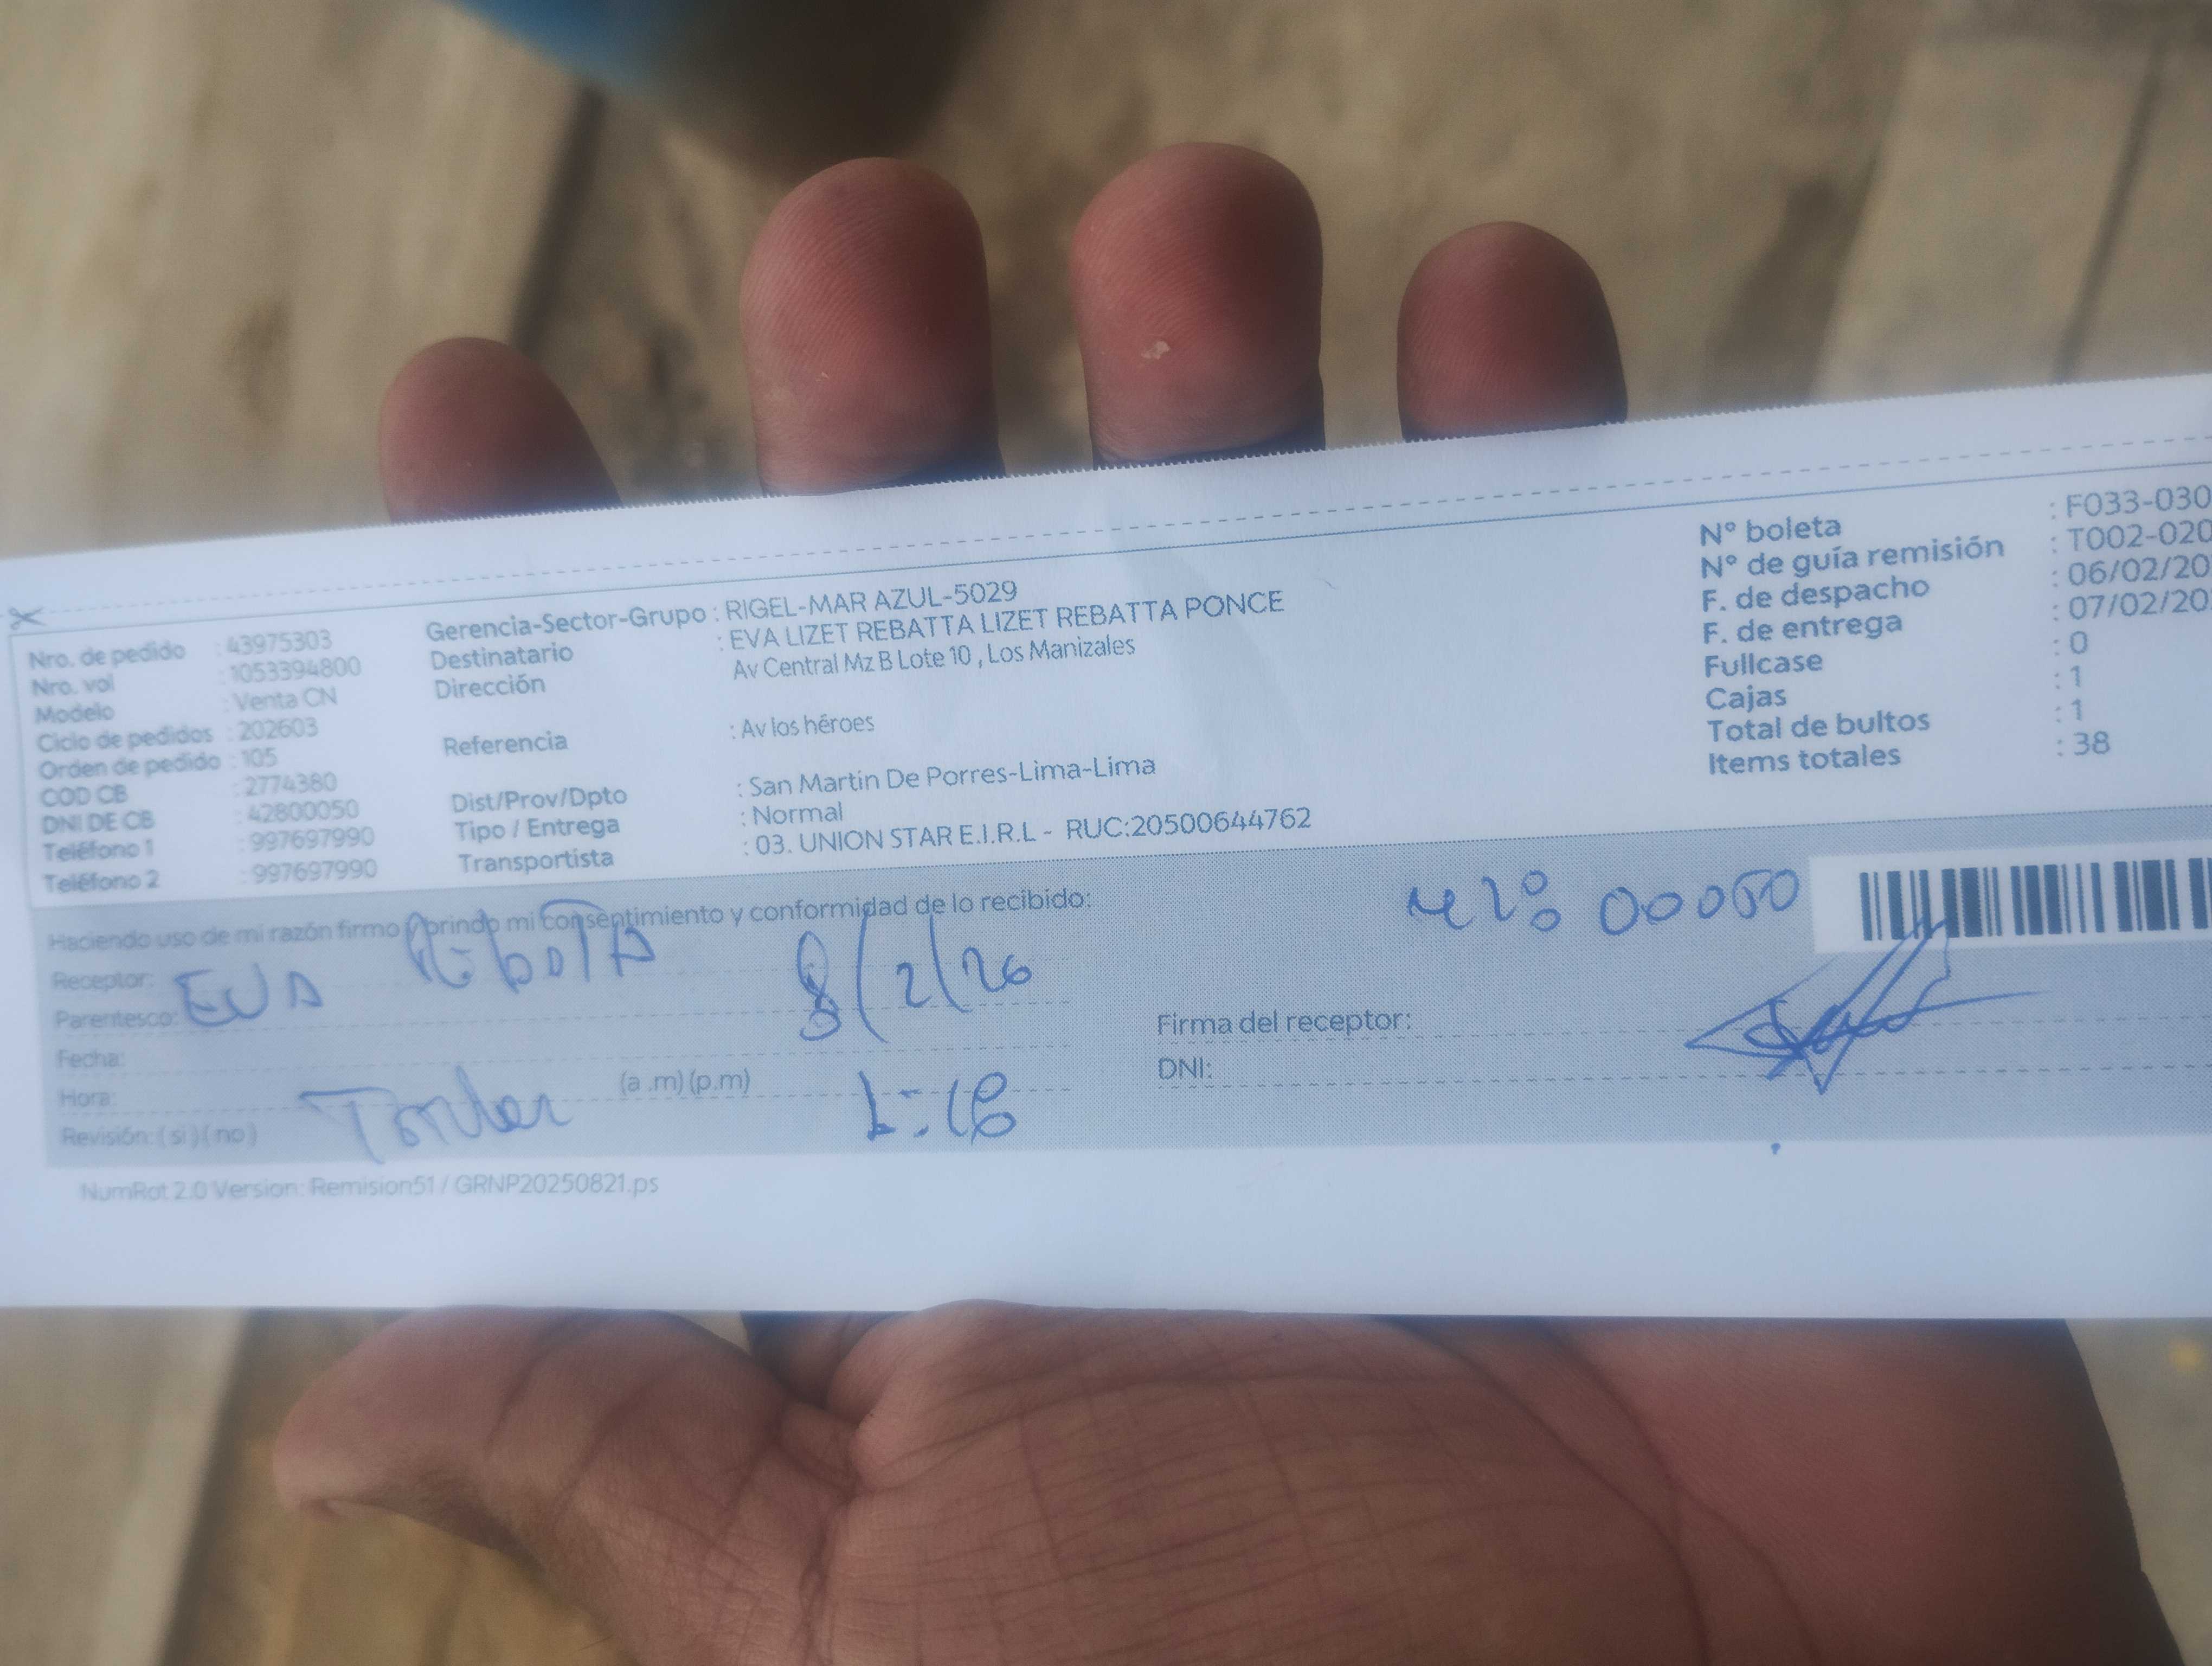 Nro. de pedido : 43975303
Nro. vol : 1053394800
Modelo : Venta CN
Ciclo de pedidos : 202603
Orden de pedido : 105
COD CB : 2774380
DNI DE CB : 42800050
Teléfono 1 : 997697990
Teléfono 2 : 997697990
Gerencia-Sector-Grupo : RIGEL-MAR AZUL-5029
Destinatario : EVA LIZET REBATTA LIZET REBATTA PONCE
Dirección Av Central Mz B Lote 10 , Los Manizales
Referencia : Av los héroes
Dist/Prov/Dpto : San Martin De Porres-Lima-Lima
Tipo / Entrega : Normal
Transportista : 03. UNION STAR E.I.R.L - RUC:20500644762
N° boleta : F033-030
N° de guía remisión : T002-020
F. de despacho : 06/02/20
F. de entrega : 07/02/20
Fullcase : 0
Cajas : 1
Total de bultos : 1
Items totales : 38
Haciendo uso de mi razón firmo brindo mi consentimiento y conformidad de lo recibido:
Receptor: EVA
Parentesco: 8/2/26
Fecha:
Hora: (a .m) (p.m)
Revisión: ( si ) ( no )
Firma del receptor:
DNI:
NumRot 2.0 Version: Remision51 / GRNP20250821.ps